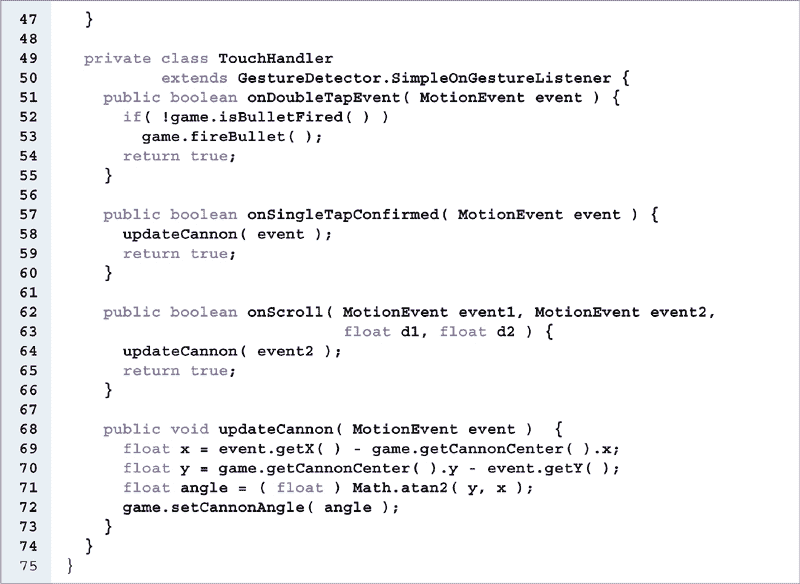 47     }
48
49     private class TouchHandler
50             extends GestureDetector.SimpleOnGestureListener {
51       public boolean onDoubleTapEvent( MotionEvent event ) {
52         if( !game.isBulletFired( ) )
53           game.fireBullet( );
54         return true;
55       }
56
57       public boolean onSingleTapConfirmed( MotionEvent event ) {
58         updateCannon( event );
59         return true;
60       }
61
62       public boolean onScroll( MotionEvent event1, MotionEvent event2,
63                                float d1, float d2 ) {
64         updateCannon( event2 );
65         return true;
66       }
67
68       public void updateCannon( MotionEvent event )  {
69         float x = event.getX( ) - game.getCannonCenter( ).x;
70         float y = game.getCannonCenter( ).y - event.getY( );
71         float angle = ( float ) Math.atan2( y, x );
72         game.setCannonAngle( angle );
73       }
74     }
75   }